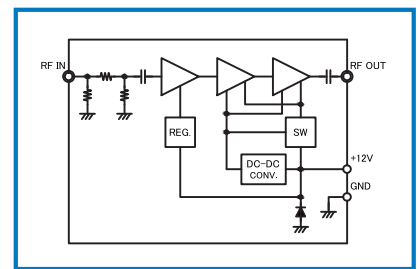 RF IN
RF OUT
REG.
SW
DC-DC
CONV.
+12V
GND